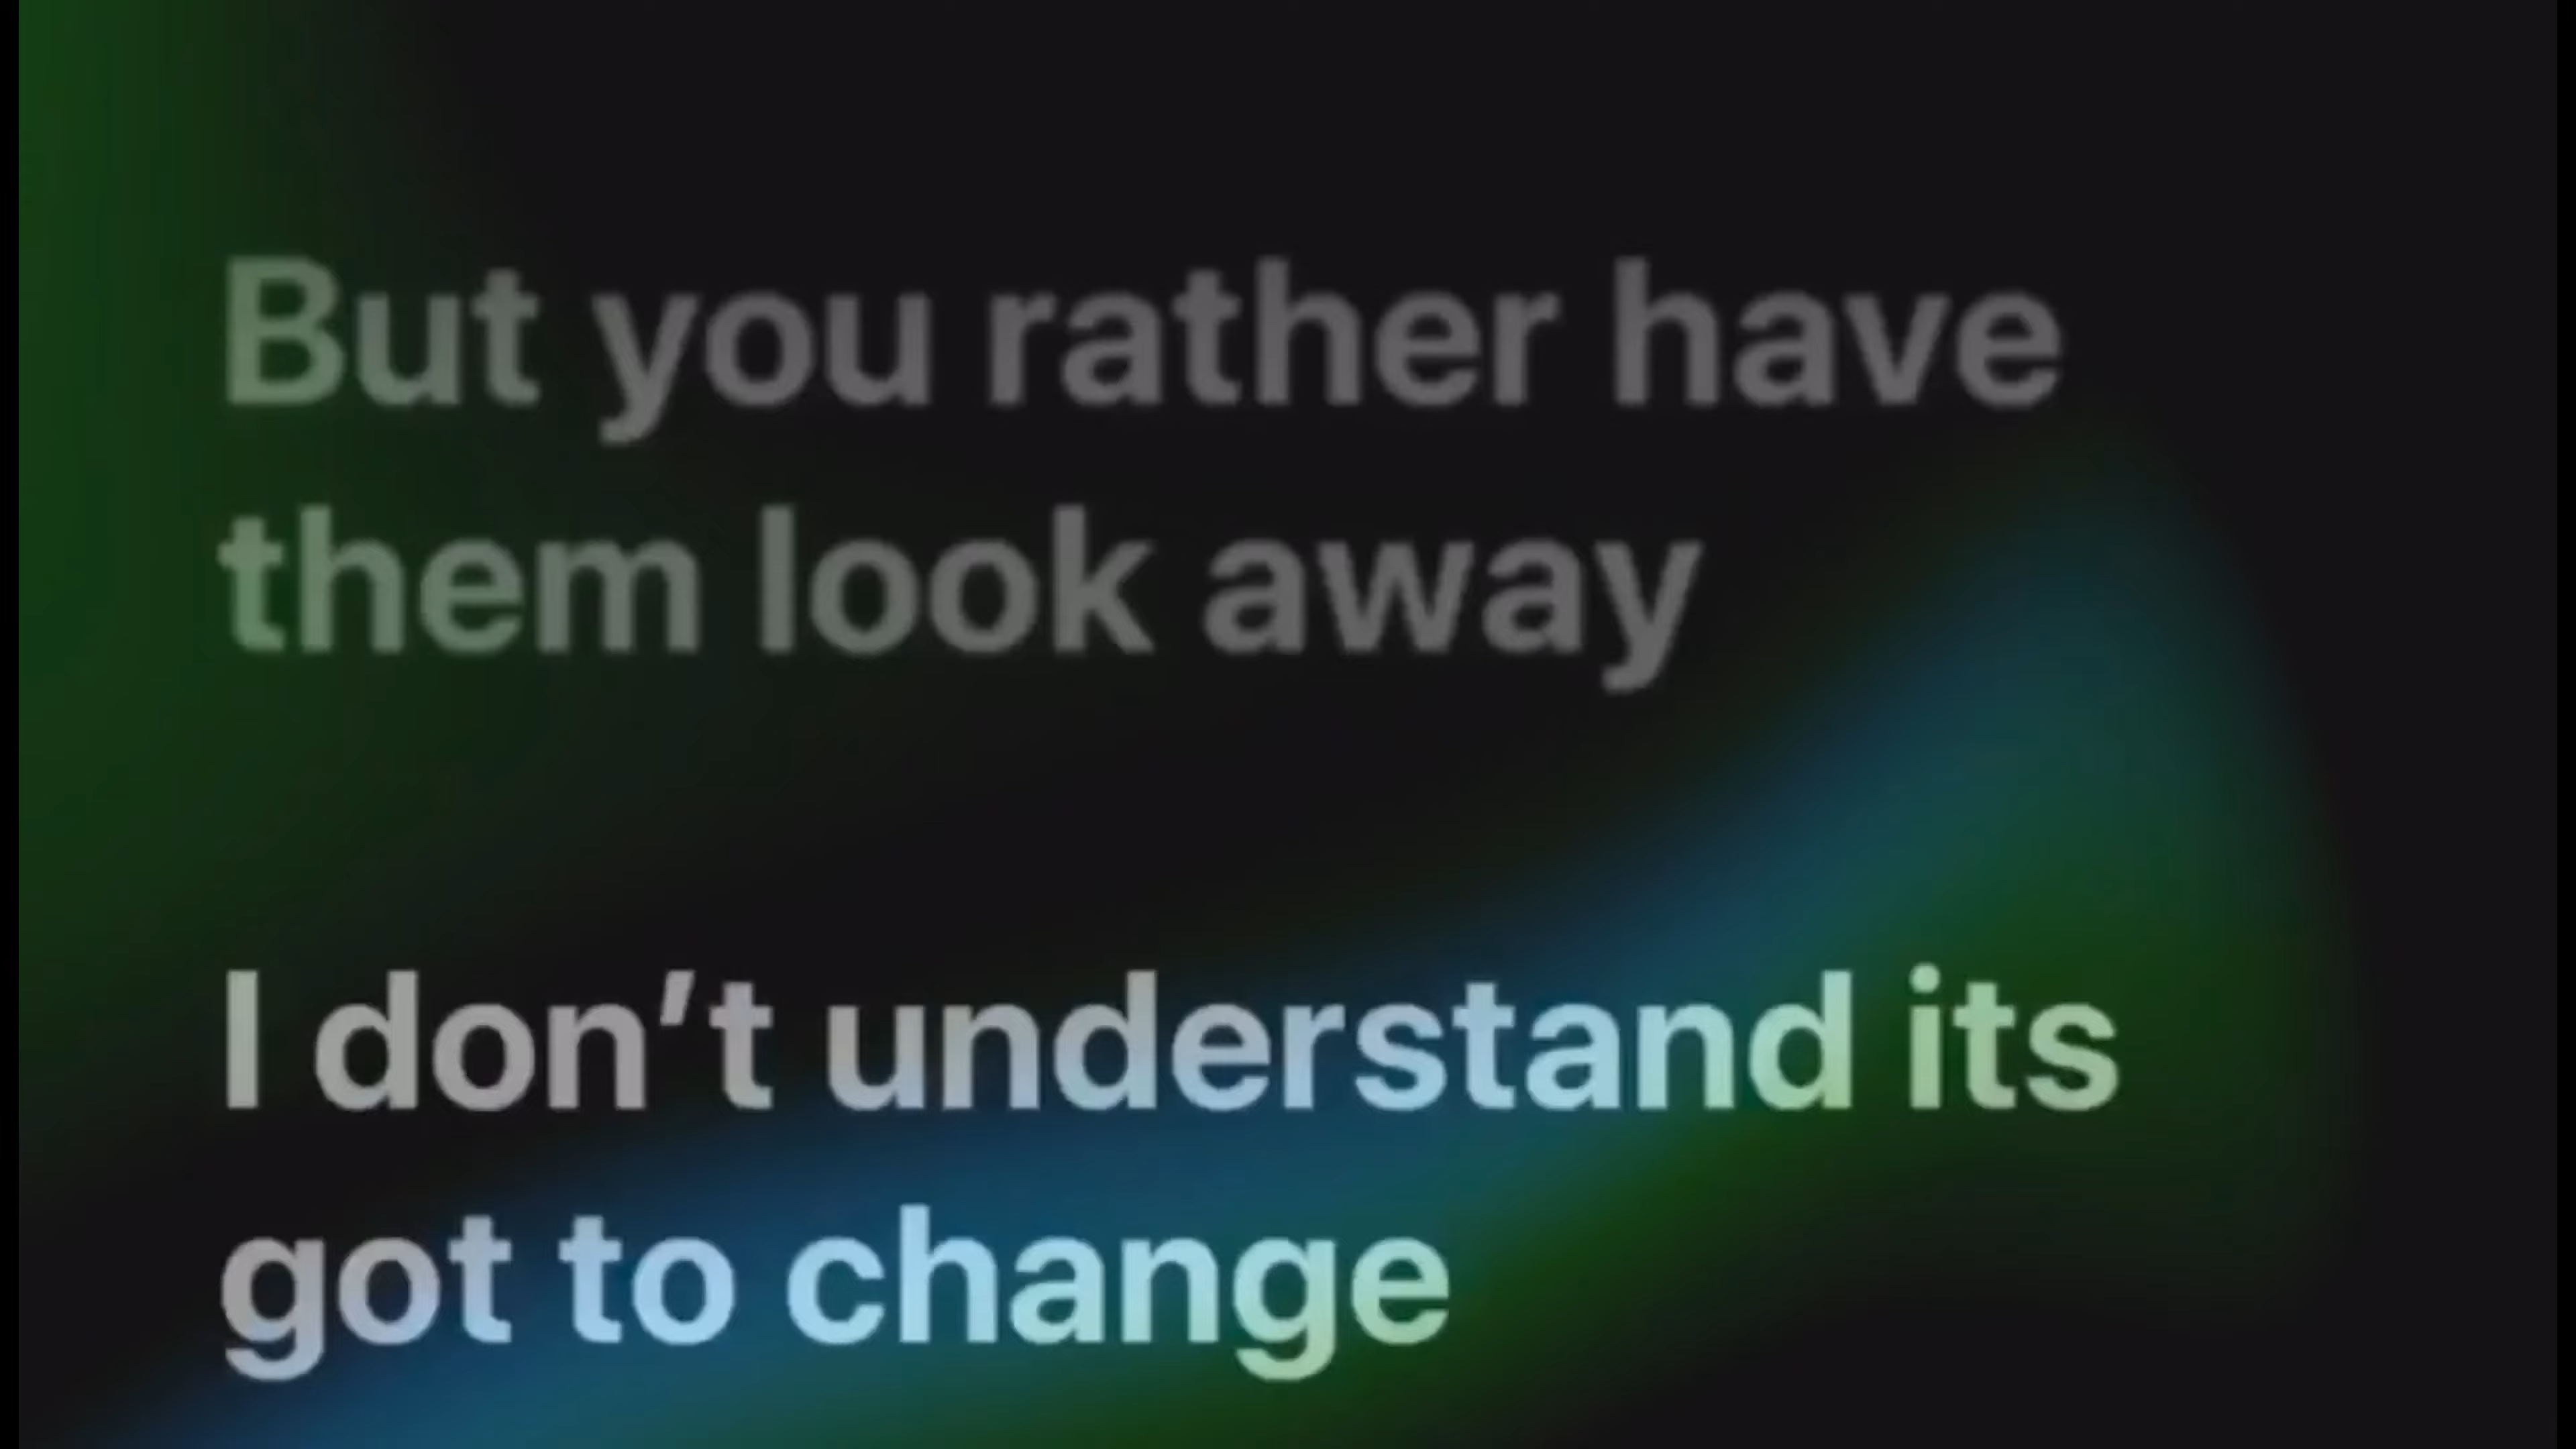 But you rather have
them look away
I don’t understand its
got to change